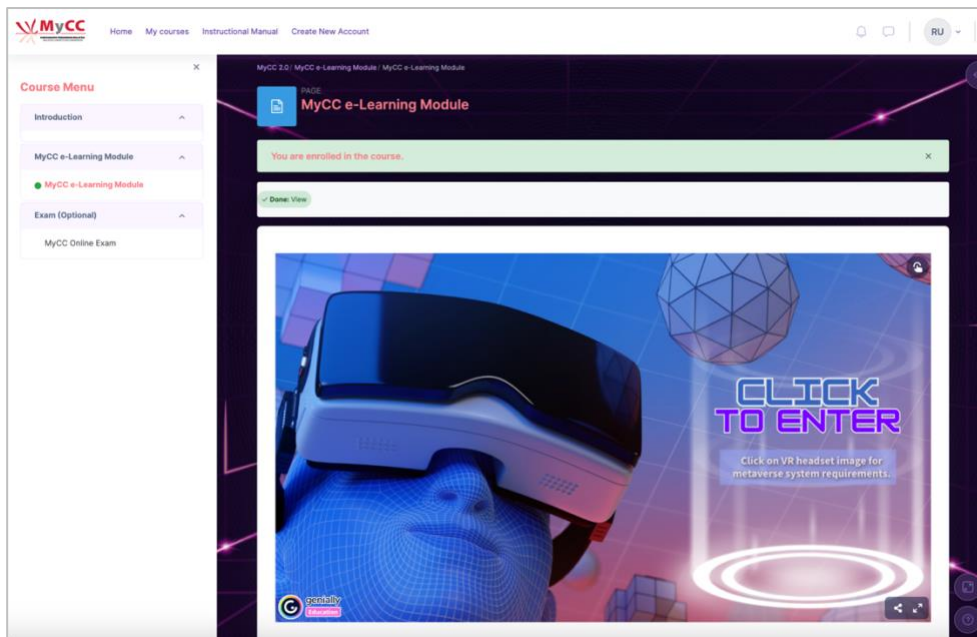 MyCC
Home My courses Instructional Manual Create New Account
RU
Course Menu
Introduction
MyCC e-Learning Module
MyCC e-Learning Module
Exam (Optional)
MyCC Online Exam
MyCC 2.0 / MyCC e-Learning Module / MyCC e-Learning Module
PAGE
MyCC e-Learning Module
You are enrolled in the course.
Done: View
CLICK
TO ENTER
Click on VR headset image for
metaverse system requirements.
genially
Education